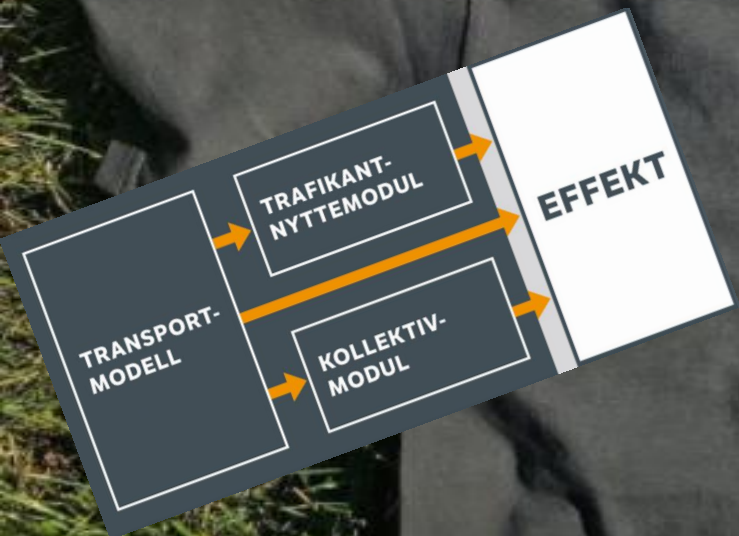 TRANSPORT-
MODELL
TRAFIKANT-
NYTTEMODUL
KOLLEKTIV-
MODUL
EFFEKT